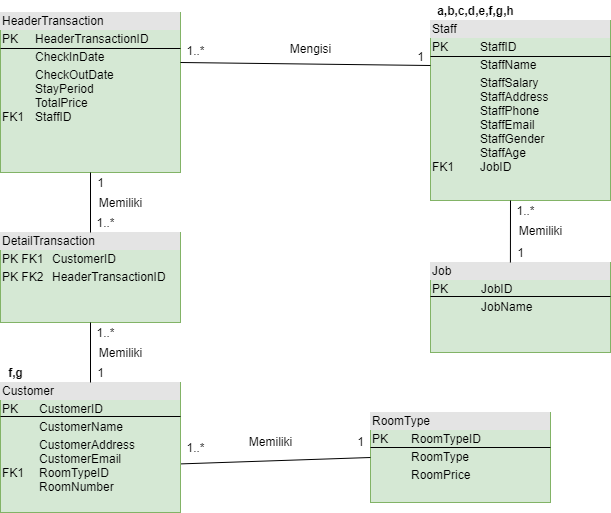 HeaderTransaction
PK HeaderTransactionID
CheckInDate
CheckOutDate
StayPeriod
TotalPrice
FK1 StaffID
1..*
Mengisi
1
a,b,c,d,e,f,g,h
Staff
PK StaffID
StaffName
StaffSalary
StaffAddress
StaffPhone
StaffEmail
StaffGender
StaffAge
FK1 JobID
1
Memiliki
1..*
1..*
Memiliki
1
DetailTransaction
PK FK1 CustomerID
PK FK2 HeaderTransactionID
Job
PK JobID
JobName
1..*
Memiliki
1
f,g
Customer
PK CustomerID
CustomerName
CustomerAddress
CustomerEmail
FK1 RoomTypeID
RoomNumber
1..*
Memiliki
1
RoomType
PK RoomTypeID
RoomType
RoomPrice